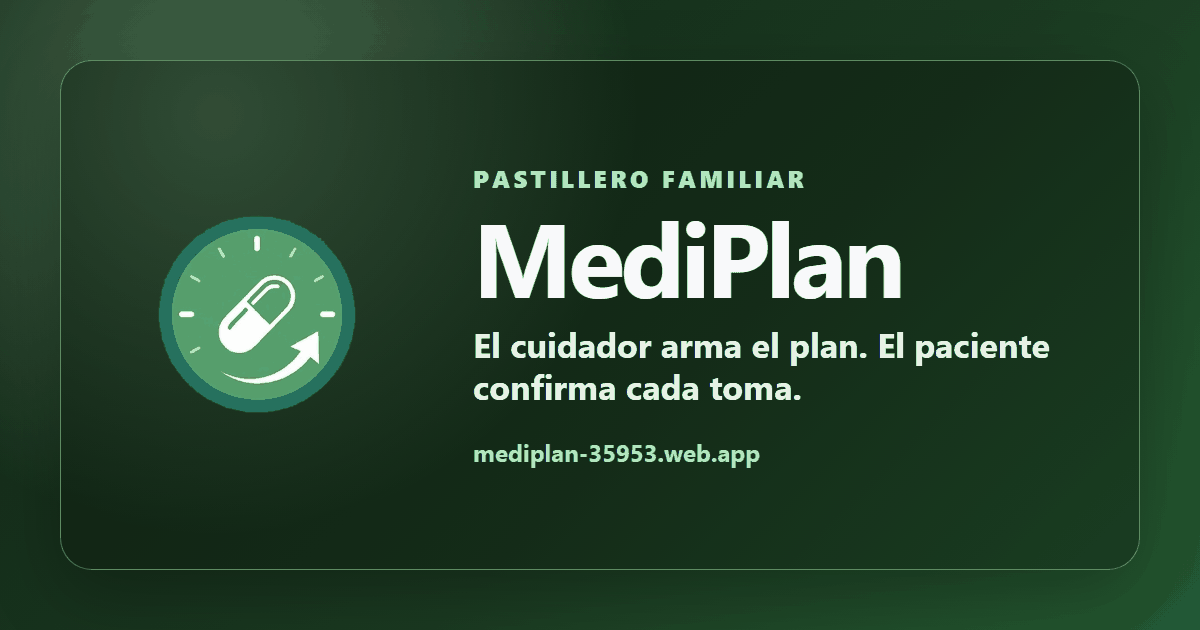 PASTILLERO FAMILIAR
MediPlan
El cuidador arma el plan. El paciente
confirma cada toma.
mediplan-35953.web.app